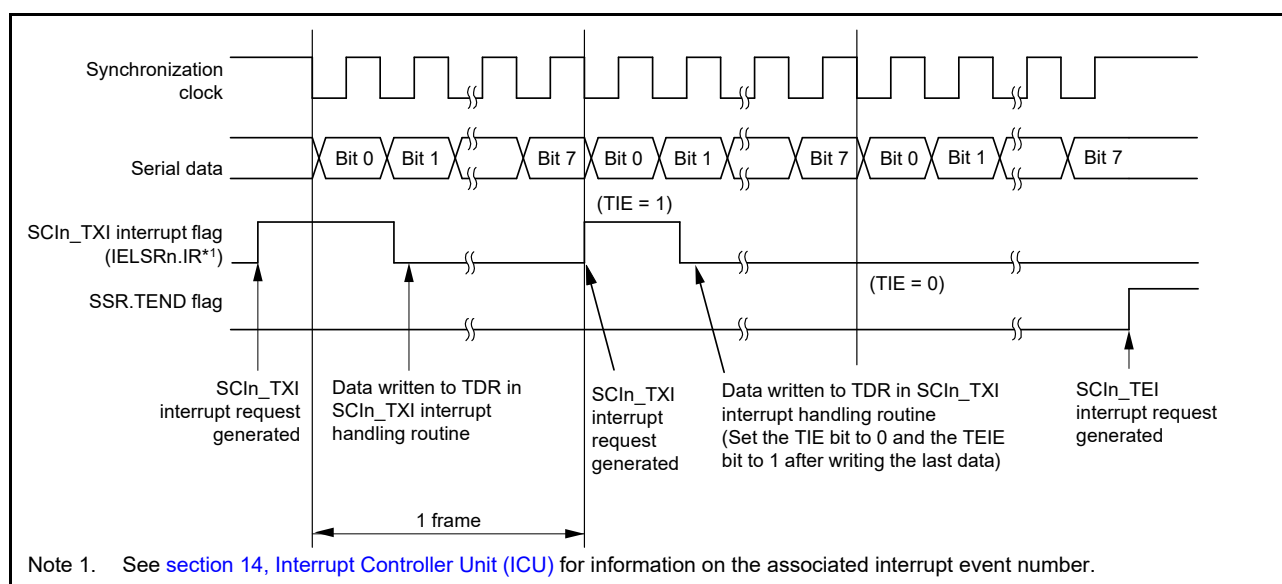 Synchronization
clock
Serial data
Bit 0
Bit 1
Bit 7
Bit 0
Bit 1
Bit 7
Bit 0
Bit 1
Bit 7
(TIE = 1)
SCIn_TXI interrupt flag
(IELSRn.IR*1)
(TIE = 0)
SSR.TEND flag
SCIn_TXI
interrupt request
generated
Data written to TDR in
SCIn_TXI interrupt
handling routine
SCIn_TXI
interrupt
request
generated
Data written to TDR in SCIn_TXI
interrupt handling routine
(Set the TIE bit to 0 and the TEIE
bit to 1 after writing the last data)
SCIn_TEI
interrupt request
generated
1 frame
Note 1. See section 14, Interrupt Controller Unit (ICU) for information on the associated interrupt event number.